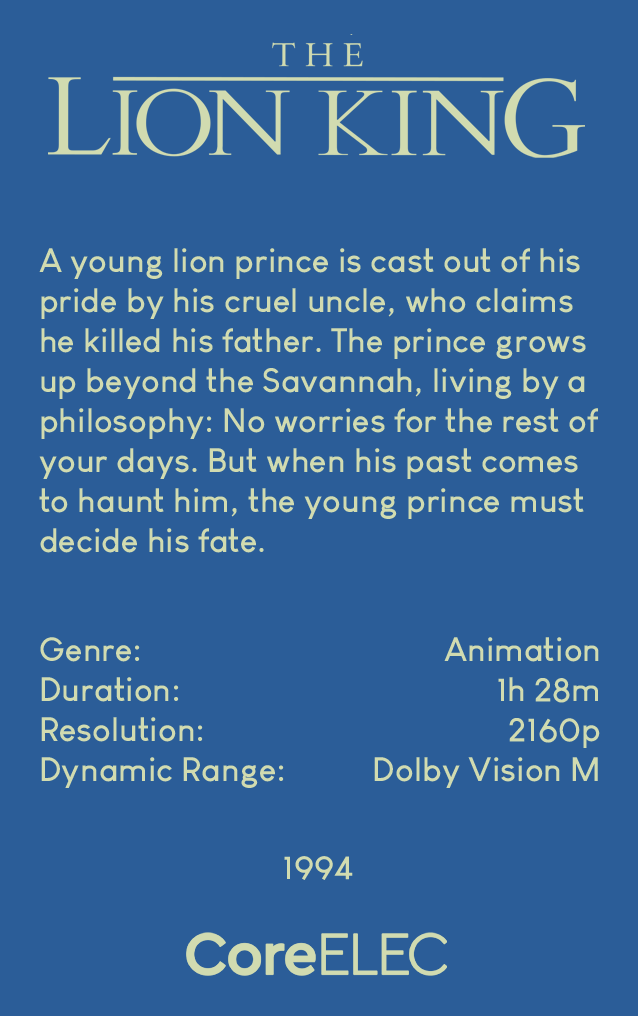 THE
LION KING
A young lion prince is cast out of his
pride by his cruel uncle, who claims
he killed his father. The prince grows
up beyond the Savannah, living by a
philosophy: No worries for the rest of
your days. But when his past comes
to haunt him, the young prince must
decide his fate.
Genre: Animation
Duration: 1h 28m
Resolution: 2160p
Dynamic Range: Dolby Vision M
1994
CoreELEC